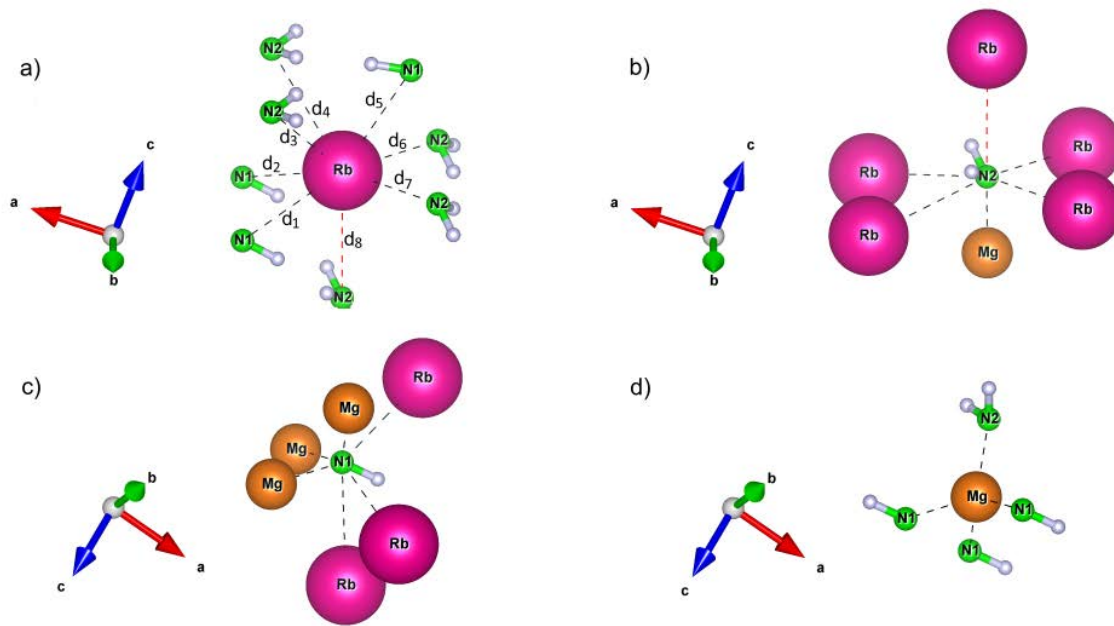 a)
N2
N1
d₅
d₄
N2
d₃
d₆
N2
N1
d₂
Rb
d₇
N2
N1
d₁
d₈
N2
c
a
b
b)
Rb
Rb
Rb
N2
Rb
Rb
Mg
c
a
b
c)
Rb
Mg
Mg
N1
Mg
Rb
Rb
b
a
c
d)
N2
Mg
N1
N1
N1
b
a
c